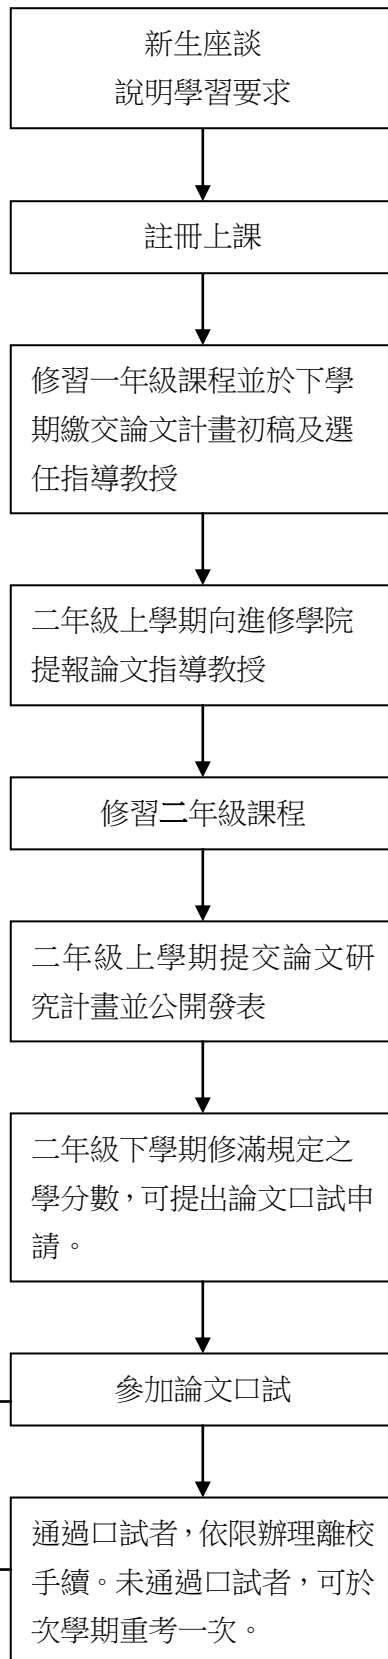 新生座談
說明學習要求
註冊上課
修習一年級課程並於下學
期繳交論文計畫初稿及選
任指導教授
二年級上學期向進修學院
提報論文指導教授
修習二年級課程
二年級上學期提交論文研
究計畫並公開發表
二年級下學期修滿規定之
學分數，可提出論文口試申
請。
參加論文口試
通過口試者，依限辦理離校
手續。未通過口試者，可於
次學期重考一次。